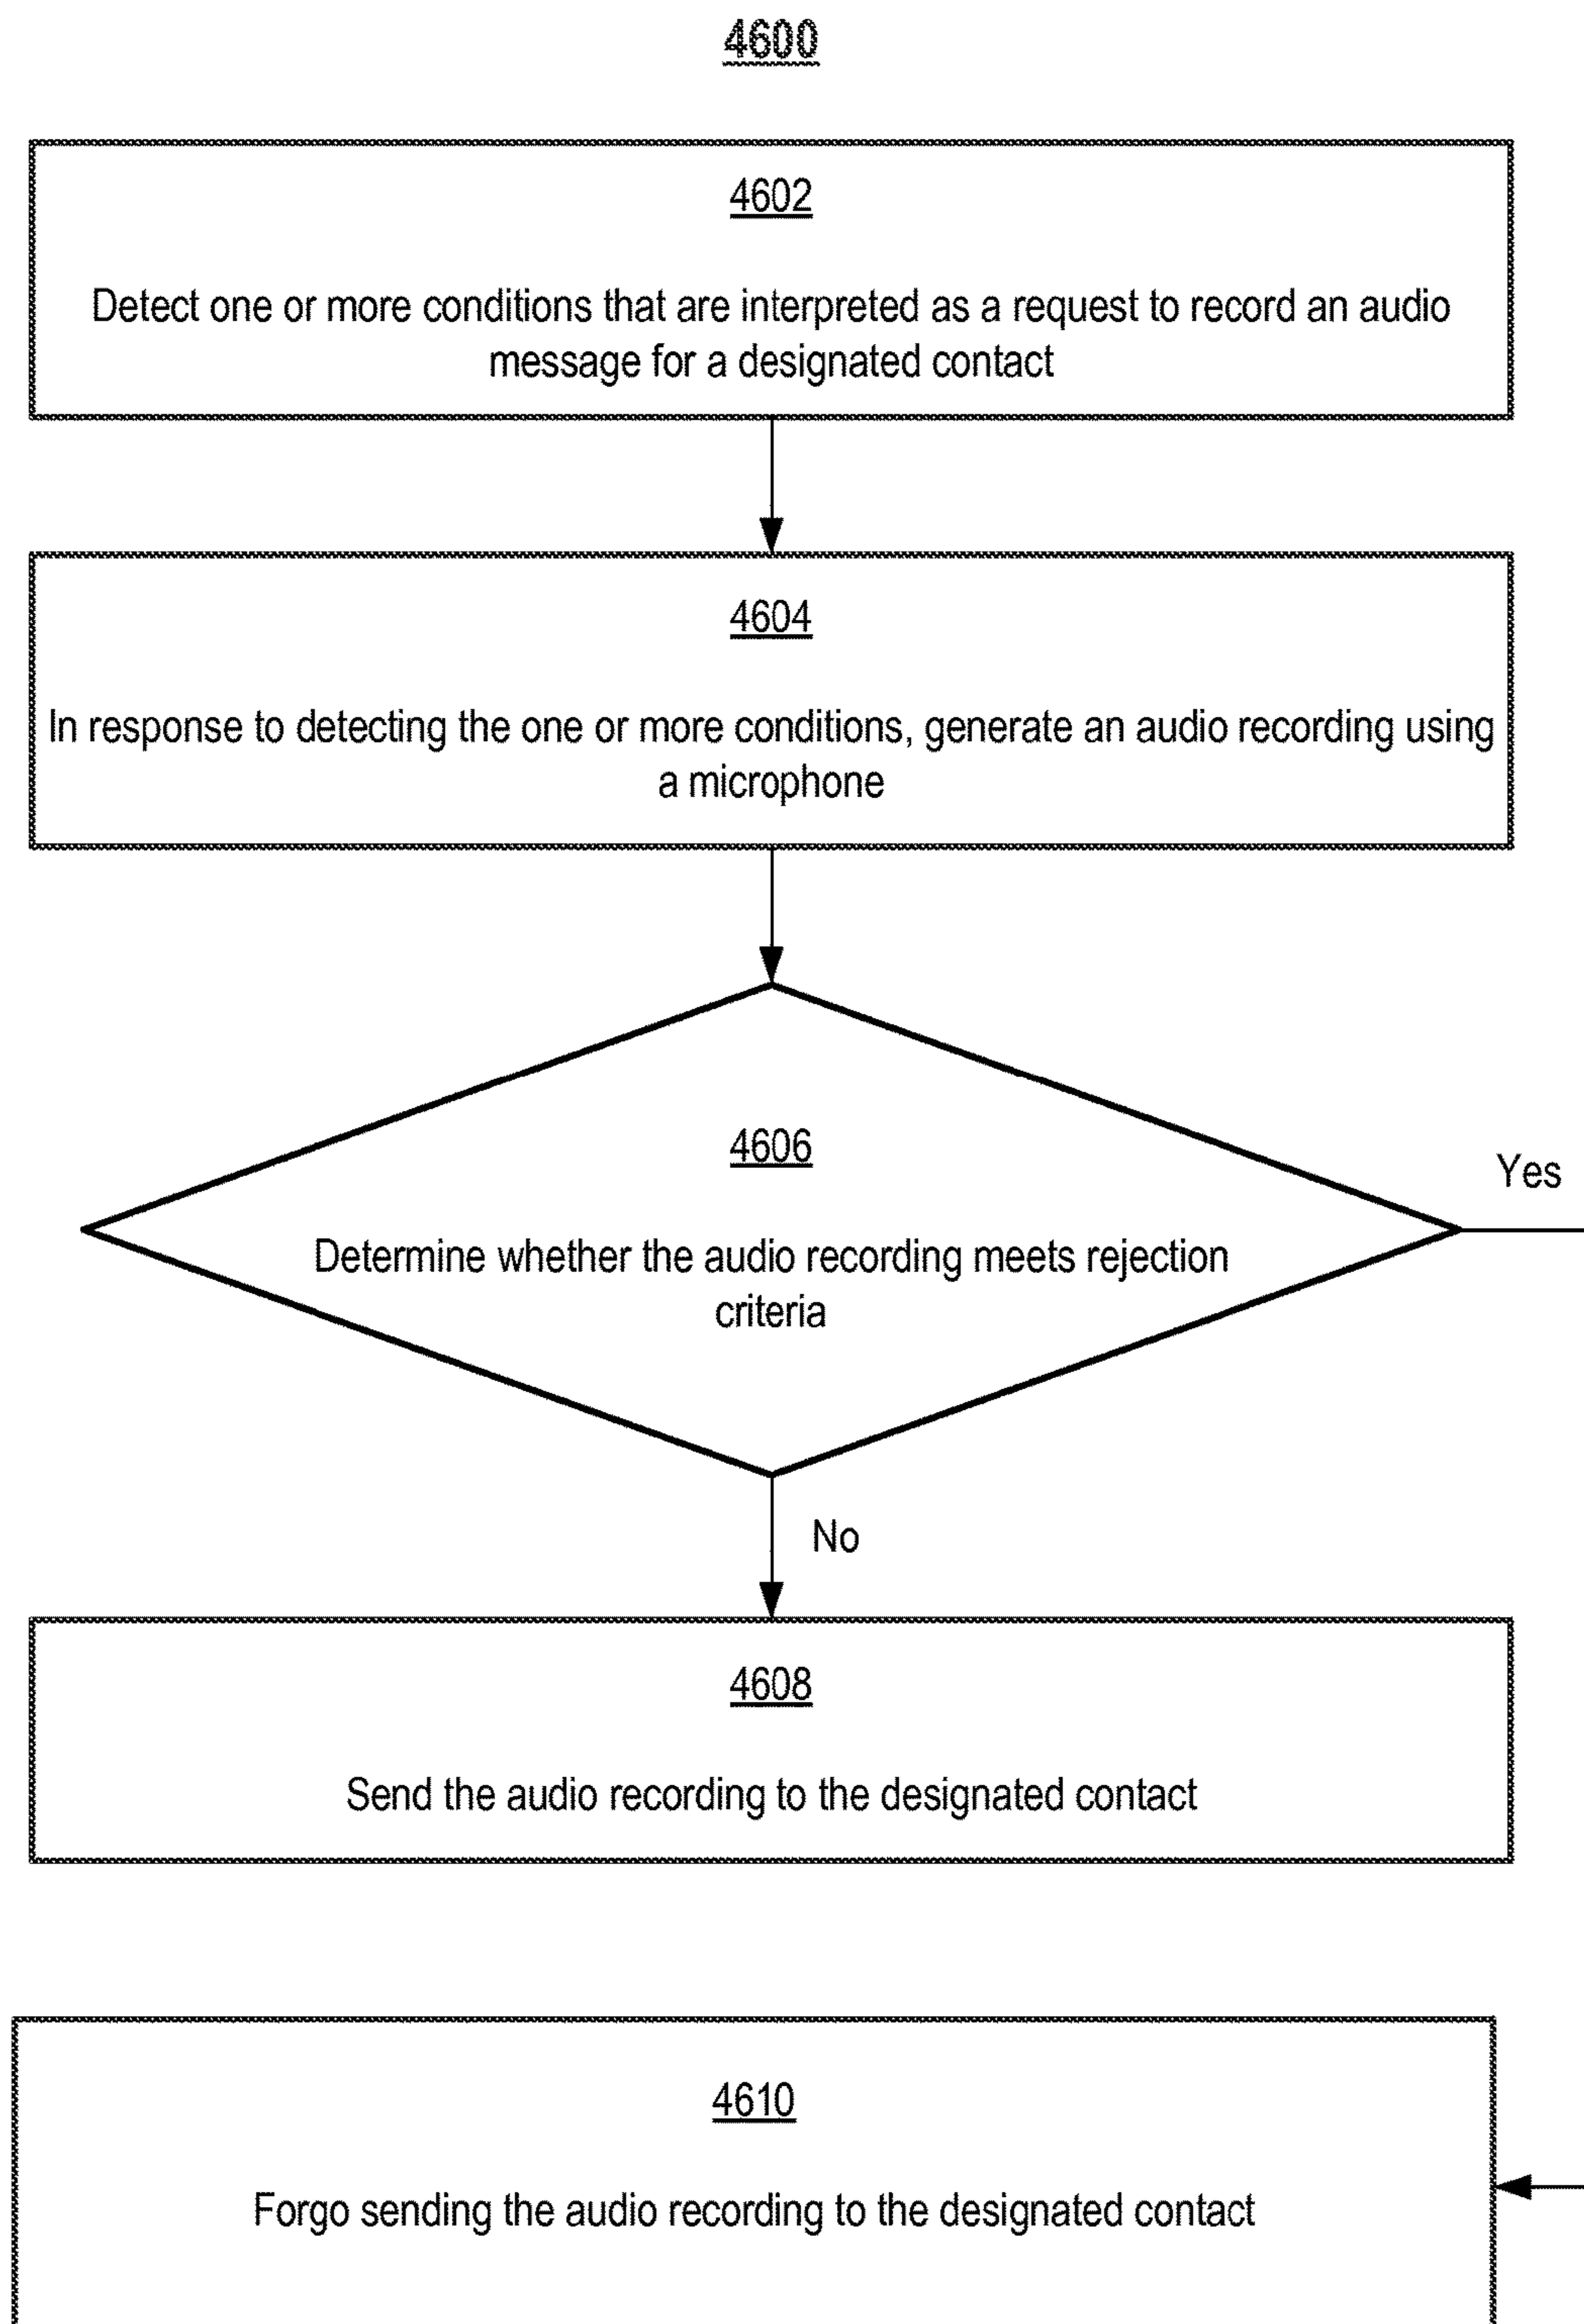 4600
4602
Detect one or more conditions that are interpreted as a request to record an audio
message for a designated contact
4604
In response to detecting the one or more conditions, generate an audio recording using
a microphone
4606
Determine whether the audio recording meets rejection
criteria
Yes
No
4608
Send the audio recording to the designated contact
4610
Forgo sending the audio recording to the designated contact